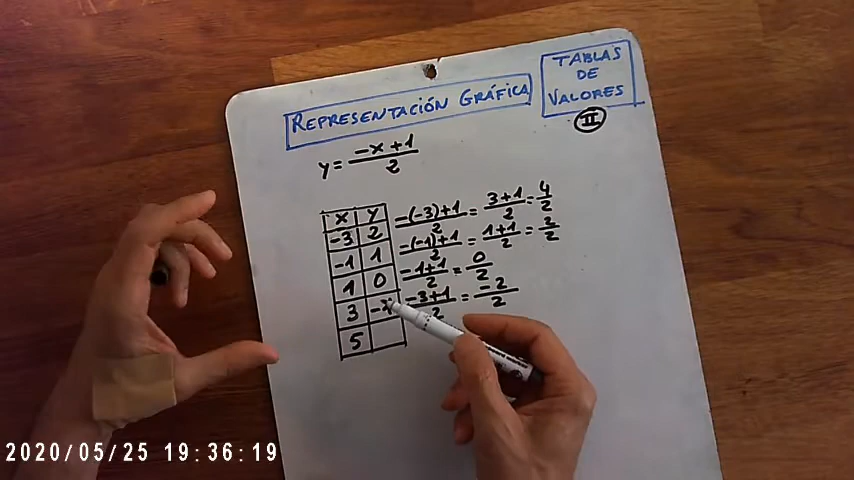 REPRESENTACIÓN GRÁFICA
TABLAS
DE
VALORES
II
y = (-x+1)/2
x y
-3 2 (-(-3)+1)/2 = (3+1)/2 = 4/2
-1 1 (-(-1)+1)/2 = (1+1)/2 = 2/2
1 0 (-1+1)/2 = 0/2
3 -1 (-3+1)/2 = -2/2
5
2020/05/25 19:36:19